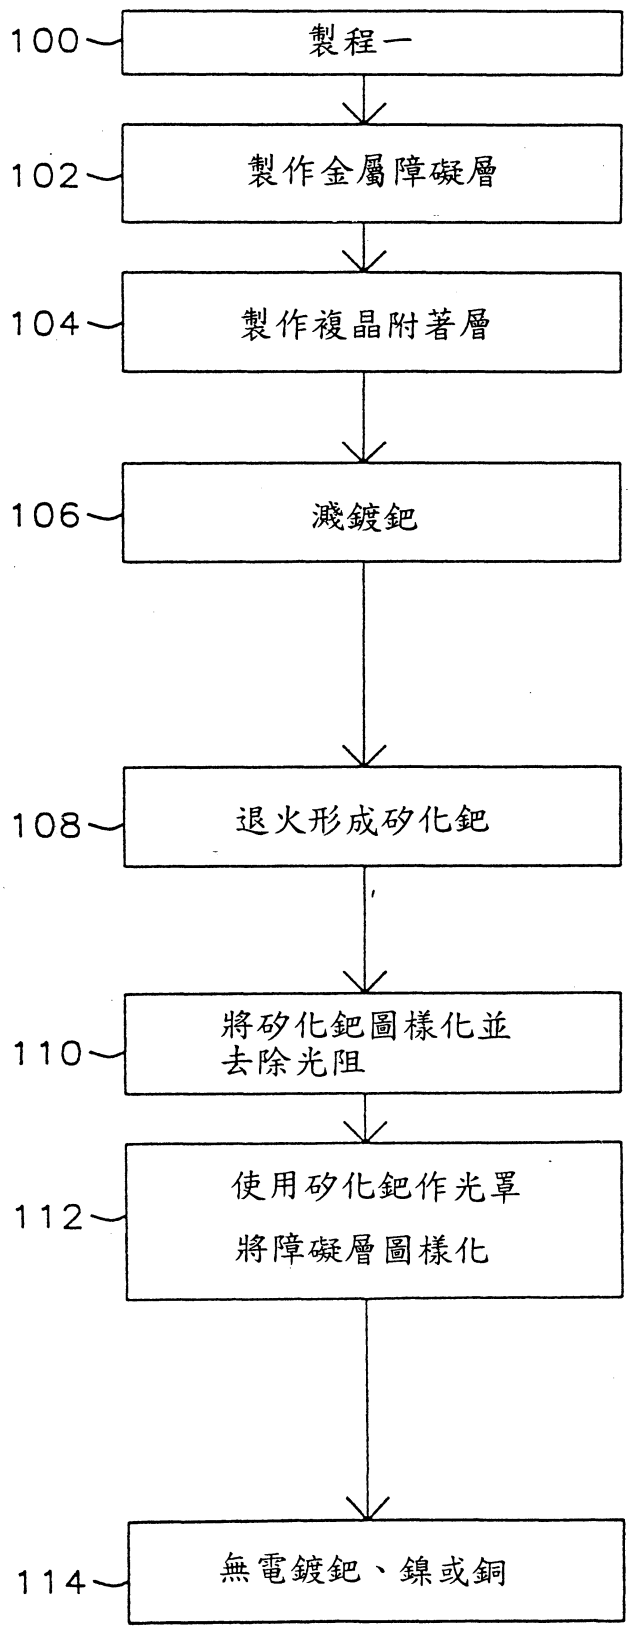 100 製程一
102 製作金屬障礙層
104 製作複晶附著層
106 濺鍍鈀
108 退火形成矽化鈀
110 將矽化鈀圖樣化並
去除光阻
112 使用矽化鈀作光罩
將障礙層圖樣化
114 無電鍍鈀、鎳或銅